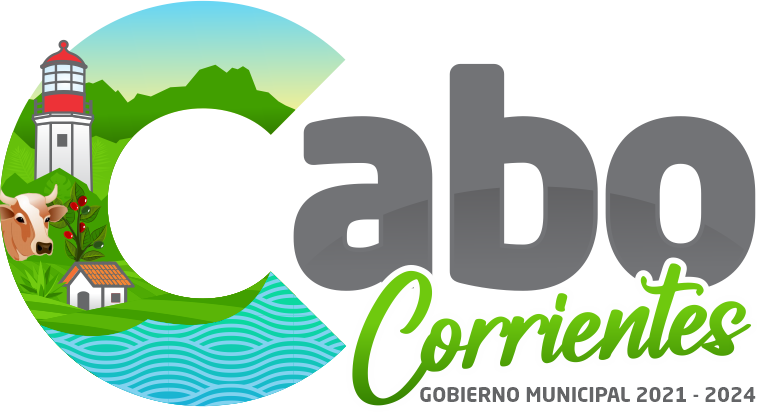 Cabo
Corrientes
GOBIERNO MUNICIPAL 2021 - 2024